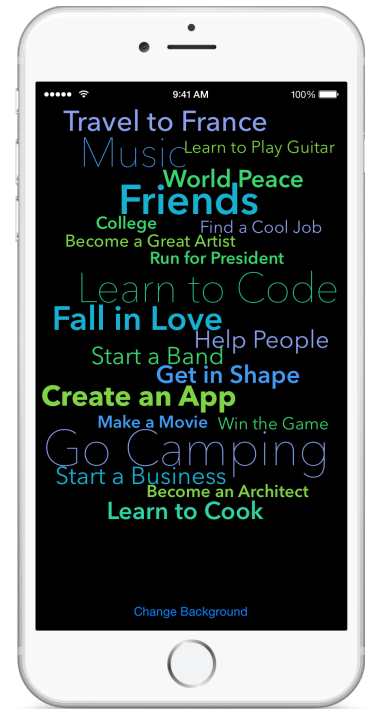 9:41 AM
100%
Travel to France
Music
Learn to Play Guitar
World Peace
Friends
College
Find a Cool Job
Become a Great Artist
Run for President
Learn to Code
Fall in Love
Help People
Start a Band
Get in Shape
Create an App
Make a Movie
Win the Game
Go Camping
Start a Business
Become an Architect
Learn to Cook
Change Background